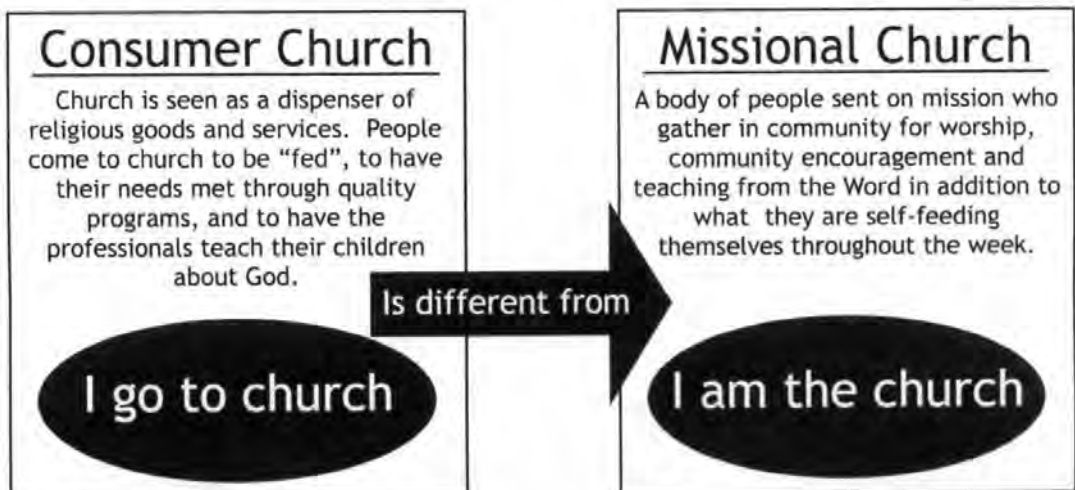 Consumer Church
Church is seen as a dispenser of
religious goods and services. People
come to church to be "fed", to have
their needs met through quality
programs, and to have the
professionals teach their children
about God.
I go to church
Is different from
Missional Church
A body of people sent on mission who
gather in community for worship,
community encouragement and
teaching from the Word in addition to
what they are self-feeding
themselves throughout the week.
I am the church